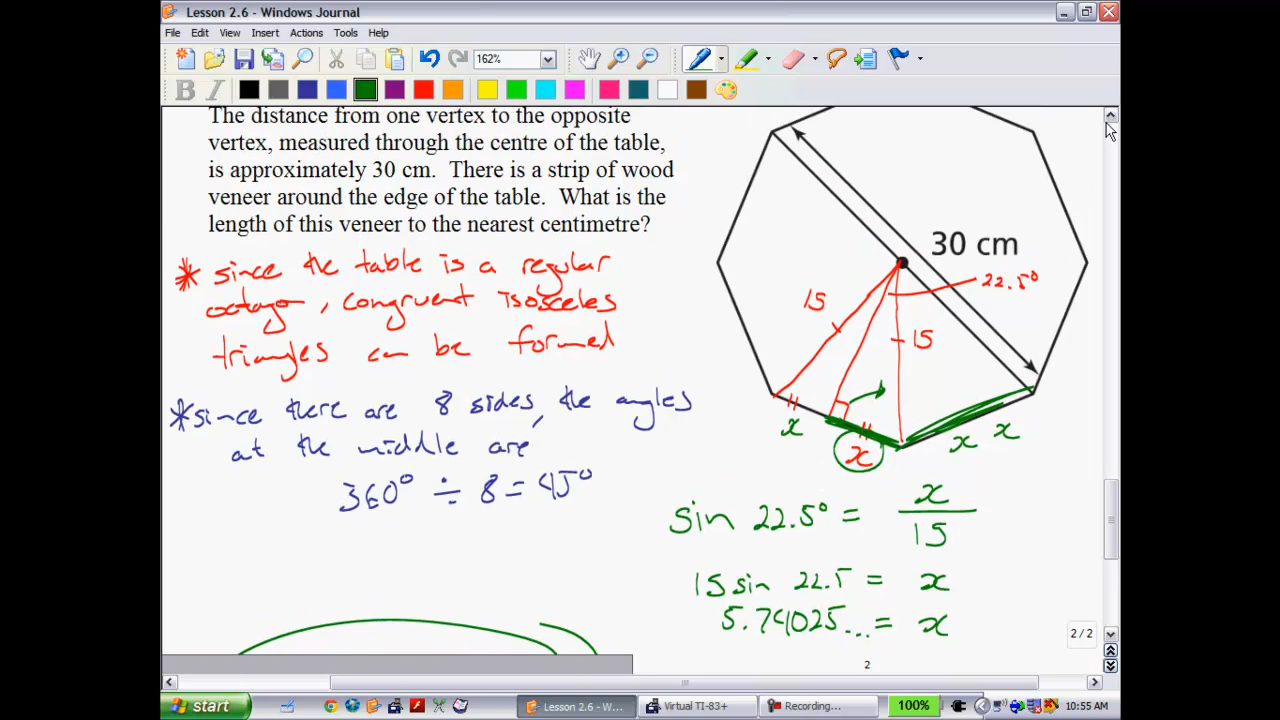 Lesson 2.6 - Windows Journal
File Edit View Insert Actions Tools Help
162%
B I
The distance from one vertex to the opposite
vertex, measured through the centre of the table,
is approximately 30 cm. There is a strip of wood
veneer around the edge of the table. What is the
length of this veneer to the nearest centimetre?
* since the table is a regular
octagon, congruent isosceles
triangles can be formed
* since there are 8 sides, the angles
at the middle are
360° ÷ 8 = 45°
30 cm
22.5°
15
15
x
x
x
x
sin 22.5° = x
15
15 sin 22.5 = x
5.74025... = x
2/2
2
start
Lesson 2.6 - W...
Virtual TI-83+
Recording...
100%
10:55 AM